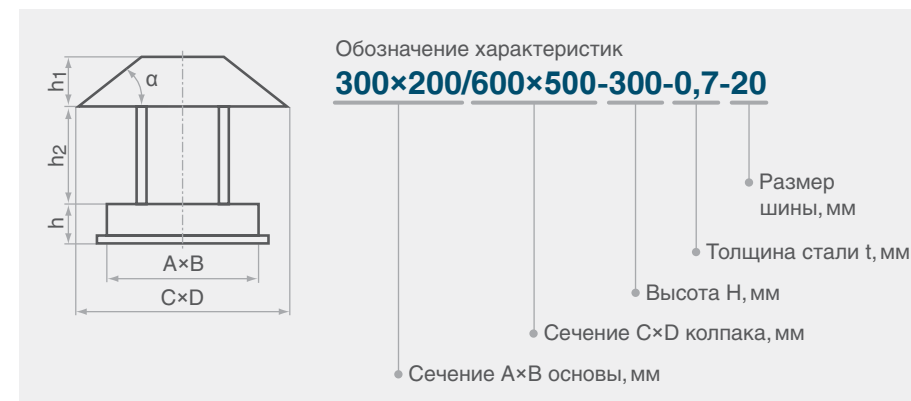 h1
α
h2
h
A×B
C×D
Обозначение характеристик
300×200/600×500-300-0,7-20
Размер
шины, мм
Толщина стали t, мм
Высота H, мм
Сечение C×D колпака, мм
Сечение A×B основы, мм